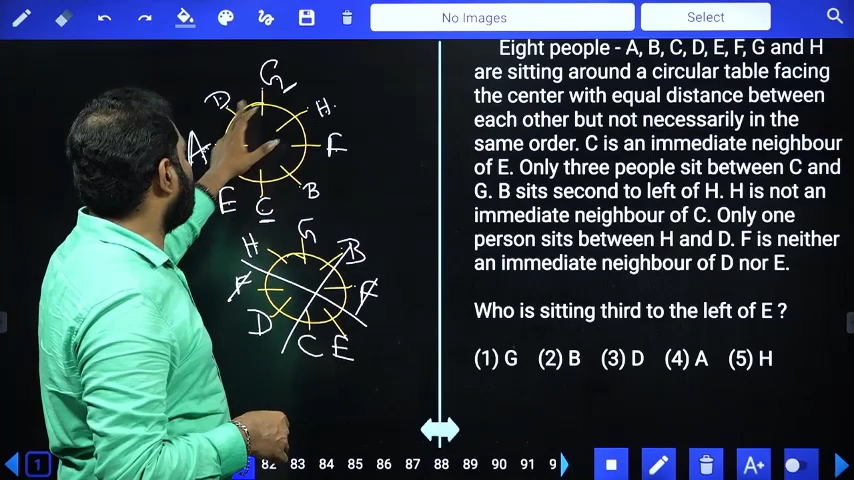 No Images
Select
Eight people - A, B, C, D, E, F, G and H
are sitting around a circular table facing
the center with equal distance between
each other but not necessarily in the
same order. C is an immediate neighbour
of E. Only three people sit between C and
G. B sits second to left of H. H is not an
immediate neighbour of C. Only one
person sits between H and D. F is neither
an immediate neighbour of D nor E.
Who is sitting third to the left of E ?
(1) G (2) B (3) D (4) A (5) H
G
D H
A F
E B
C
G
H B
F F
D
C E
1 82 83 84 85 86 87 88 89 90 91 9
A+